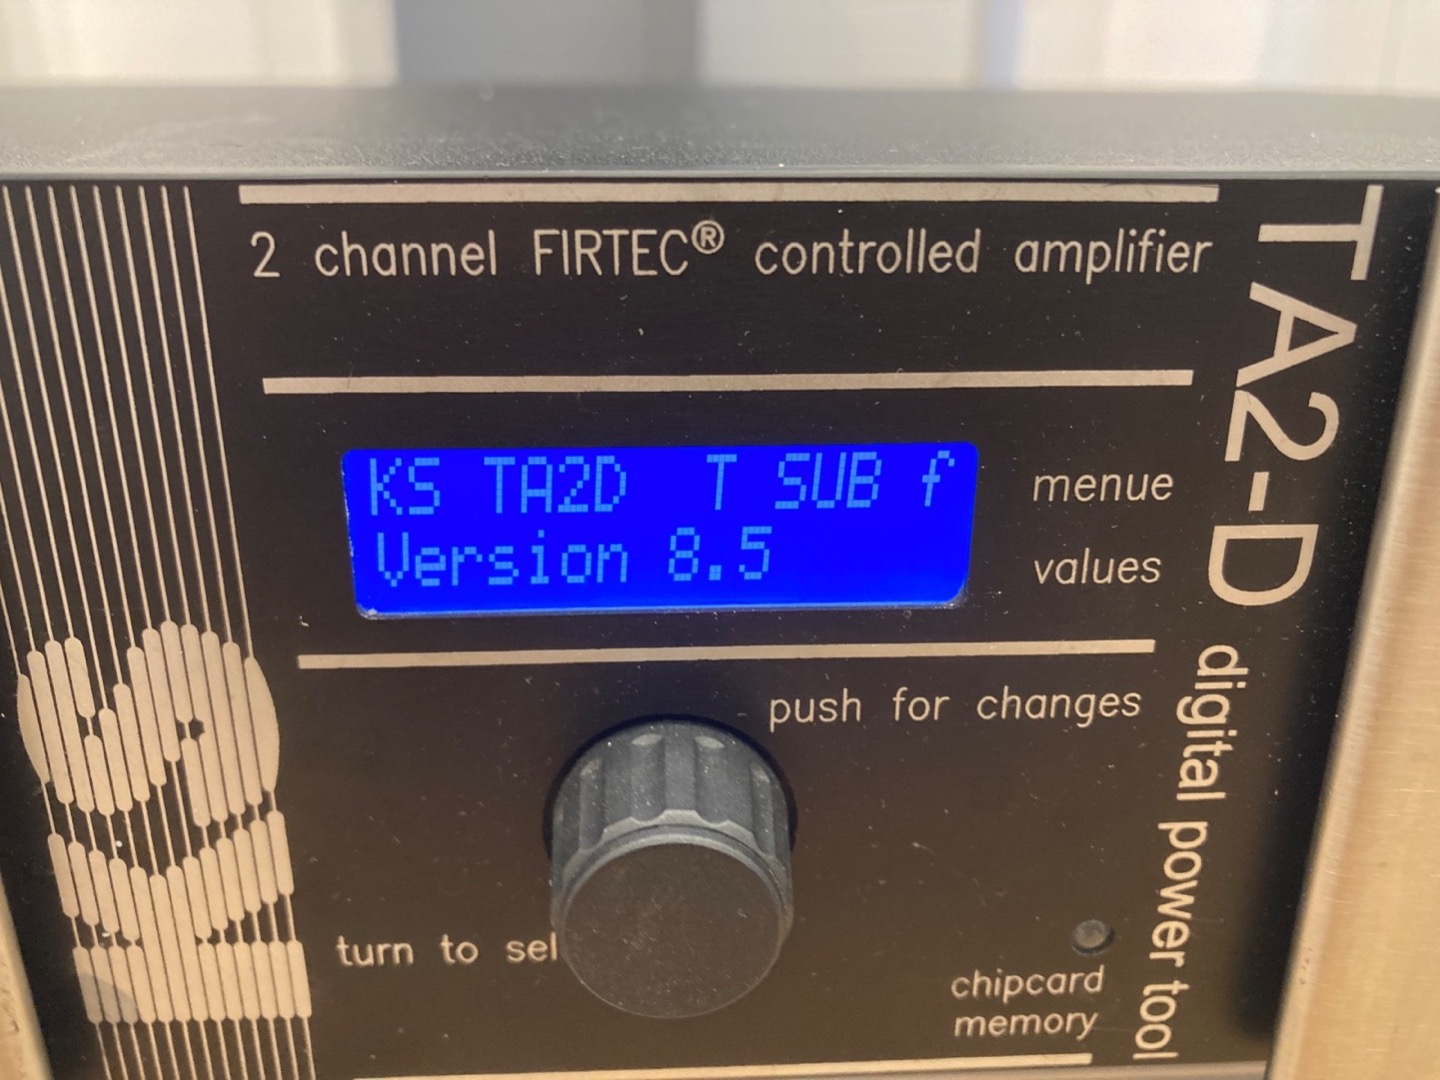 2 channel FIRTEC® controlled amplifier
KS TA2D T SUB f
Version 8.5
menue
values
push for changes
turn to sel
chipcard
memory
TA2-D digital power tool
KS